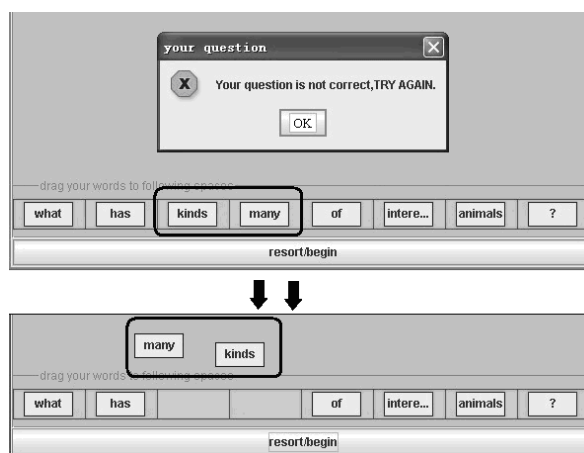 your question
X
Your question is not correct,TRY AGAIN.
OK
drag your words to following spaces
what has kinds many of intere... animals ?
resort/begin
many
kinds
drag your words to following spaces
what has of intere... animals ?
resort/begin